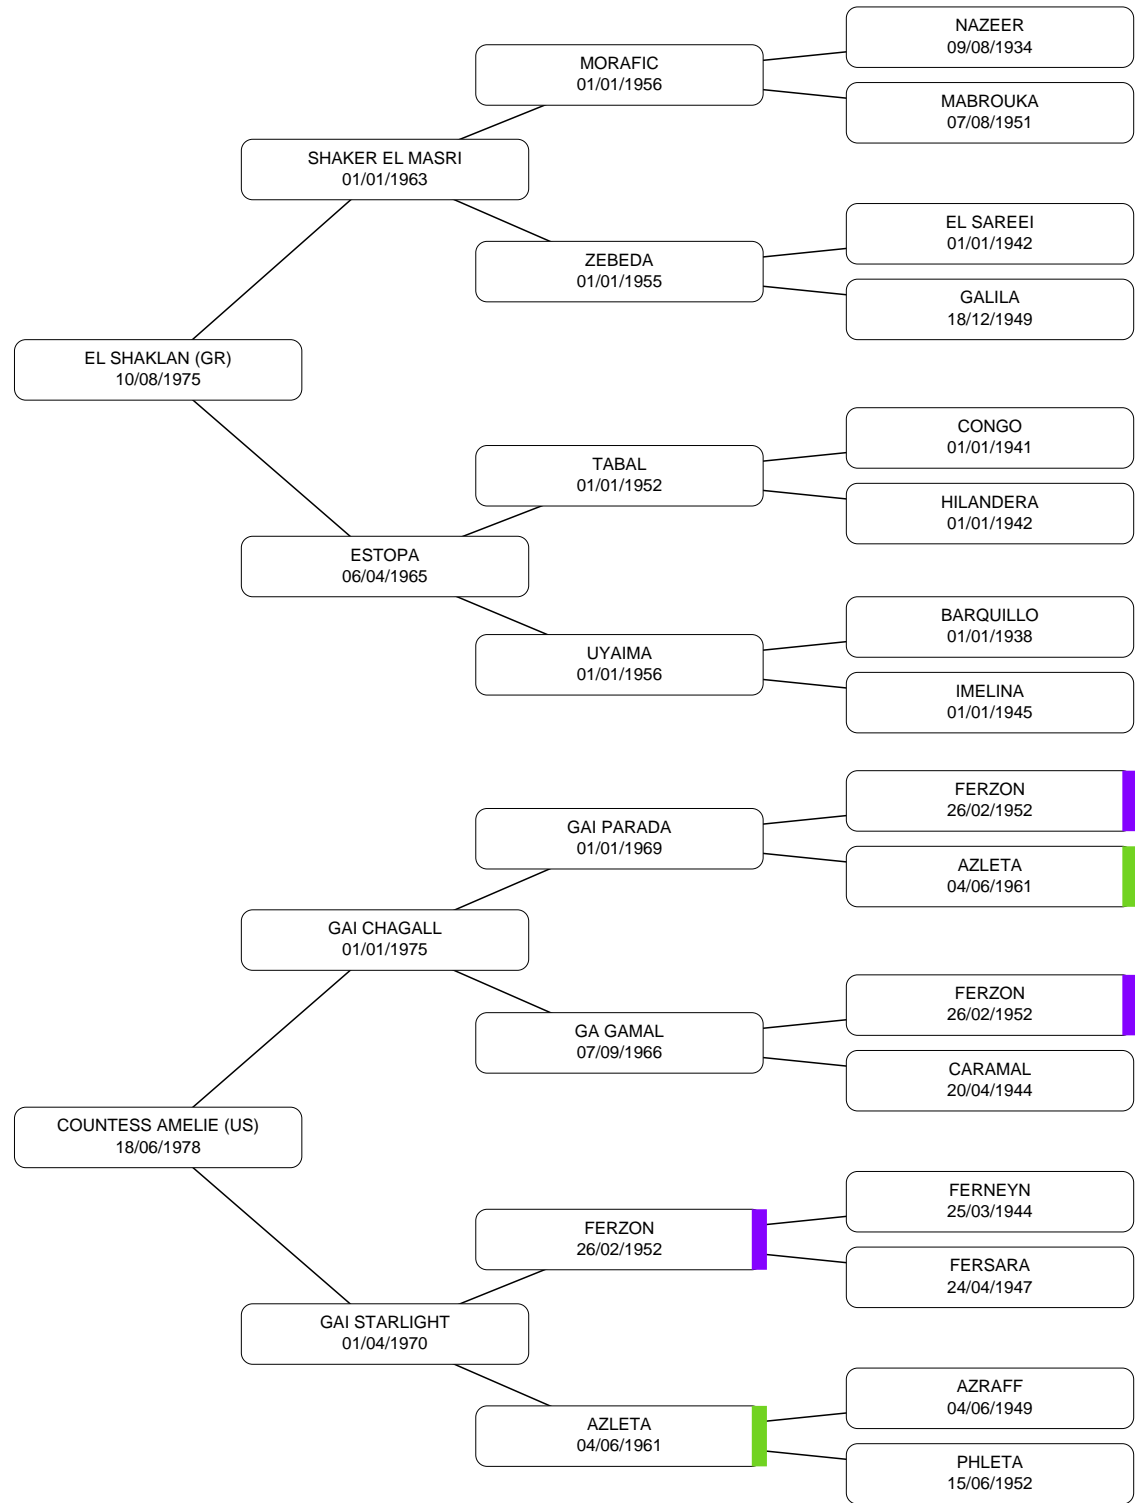 NAZEER
09/08/1934
MORAFIC
01/01/1956
MABROUKA
07/08/1951
SHAKER EL MASRI
01/01/1963
EL SAREEI
01/01/1942
ZEBEDA
01/01/1955
GALILA
18/12/1949
EL SHAKLAN (GR)
10/08/1975
CONGO
01/01/1941
TABAL
01/01/1952
HILANDERA
01/01/1942
ESTOPA
06/04/1965
BARQUILLO
01/01/1938
UYAIMA
01/01/1956
IMELINA
01/01/1945
FERZON
26/02/1952
GAI PARADA
01/01/1969
AZLETA
04/06/1961
GAI CHAGALL
01/01/1975
FERZON
26/02/1952
GA GAMAL
07/09/1966
CARAMAL
20/04/1944
COUNTESS AMELIE (US)
18/06/1978
FERNEYN
25/03/1944
FERZON
26/02/1952
FERSARA
24/04/1947
GAI STARLIGHT
01/04/1970
AZRAFF
04/06/1949
AZLETA
04/06/1961
PHLETA
15/06/1952